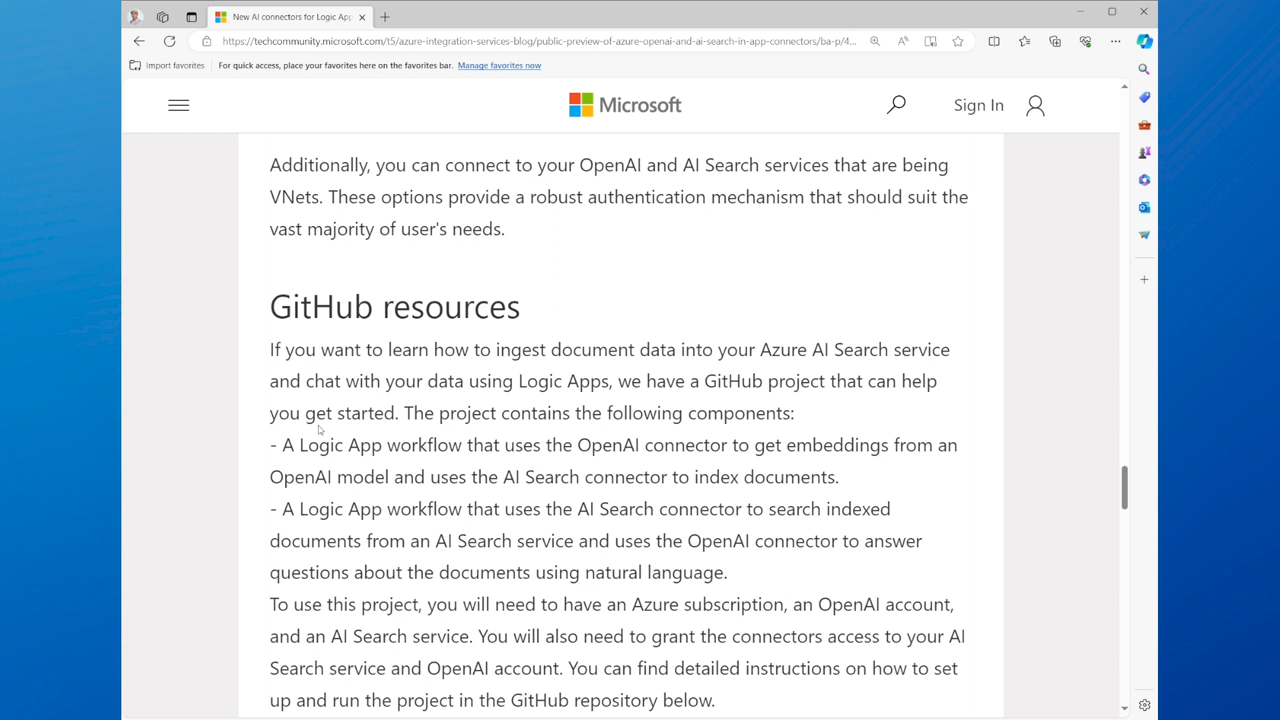 New AI connectors for Logic App
https://techcommunity.microsoft.com/t5/azure-integration-services-blog/public-preview-of-azure-openai-and-ai-search-in-app-connectors/ba-p/4...
Import favorites
For quick access, place your favorites here on the favorites bar. Manage favorites now
Microsoft
Sign In
Additionally, you can connect to your OpenAI and AI Search services that are being
VNets. These options provide a robust authentication mechanism that should suit the
vast majority of user's needs.
GitHub resources
If you want to learn how to ingest document data into your Azure AI Search service
and chat with your data using Logic Apps, we have a GitHub project that can help
you get started. The project contains the following components:
- A Logic App workflow that uses the OpenAI connector to get embeddings from an
OpenAI model and uses the AI Search connector to index documents.
- A Logic App workflow that uses the AI Search connector to search indexed
documents from an AI Search service and uses the OpenAI connector to answer
questions about the documents using natural language.
To use this project, you will need to have an Azure subscription, an OpenAI account,
and an AI Search service. You will also need to grant the connectors access to your AI
Search service and OpenAI account. You can find detailed instructions on how to set
up and run the project in the GitHub repository below.